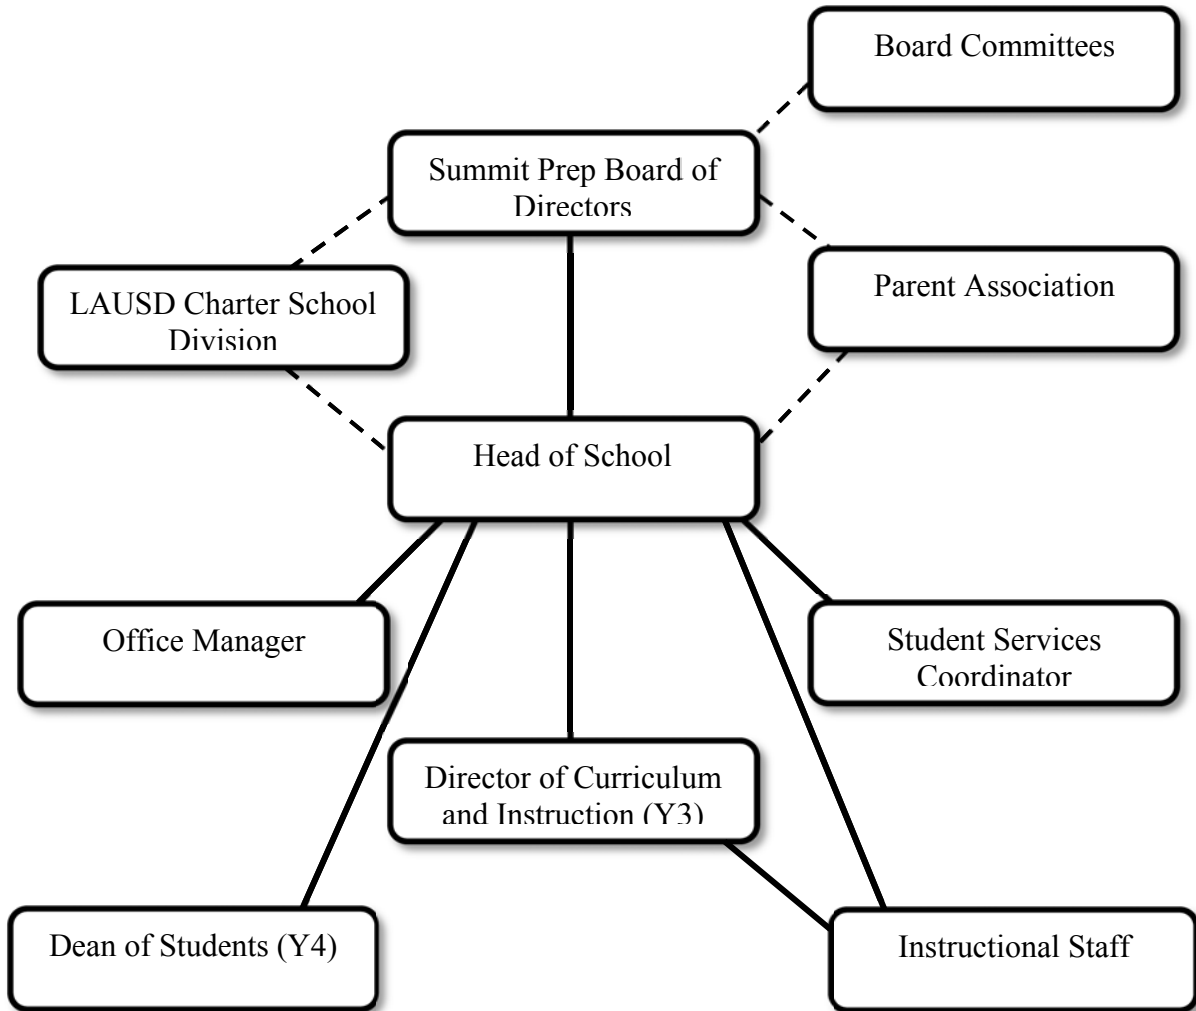 Board Committees
Summit Prep Board of
Directors
LAUSD Charter School
Division
Parent Association
Head of School
Office Manager
Student Services
Coordinator
Director of Curriculum
and Instruction (Y3)
Dean of Students (Y4)
Instructional Staff